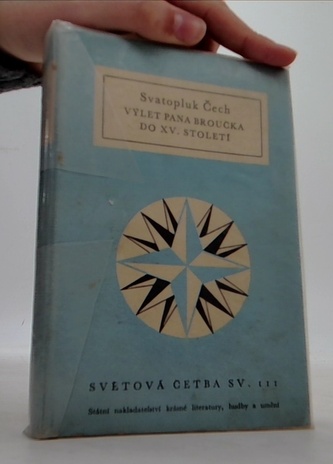 Svatopluk Čech
VÝLET PANA BROUČKA
DO XV. STOLETÍ
SVĚTOVÁ ČETBA SV. 111
Státní nakladatelství krásné literatury, hudby a umění